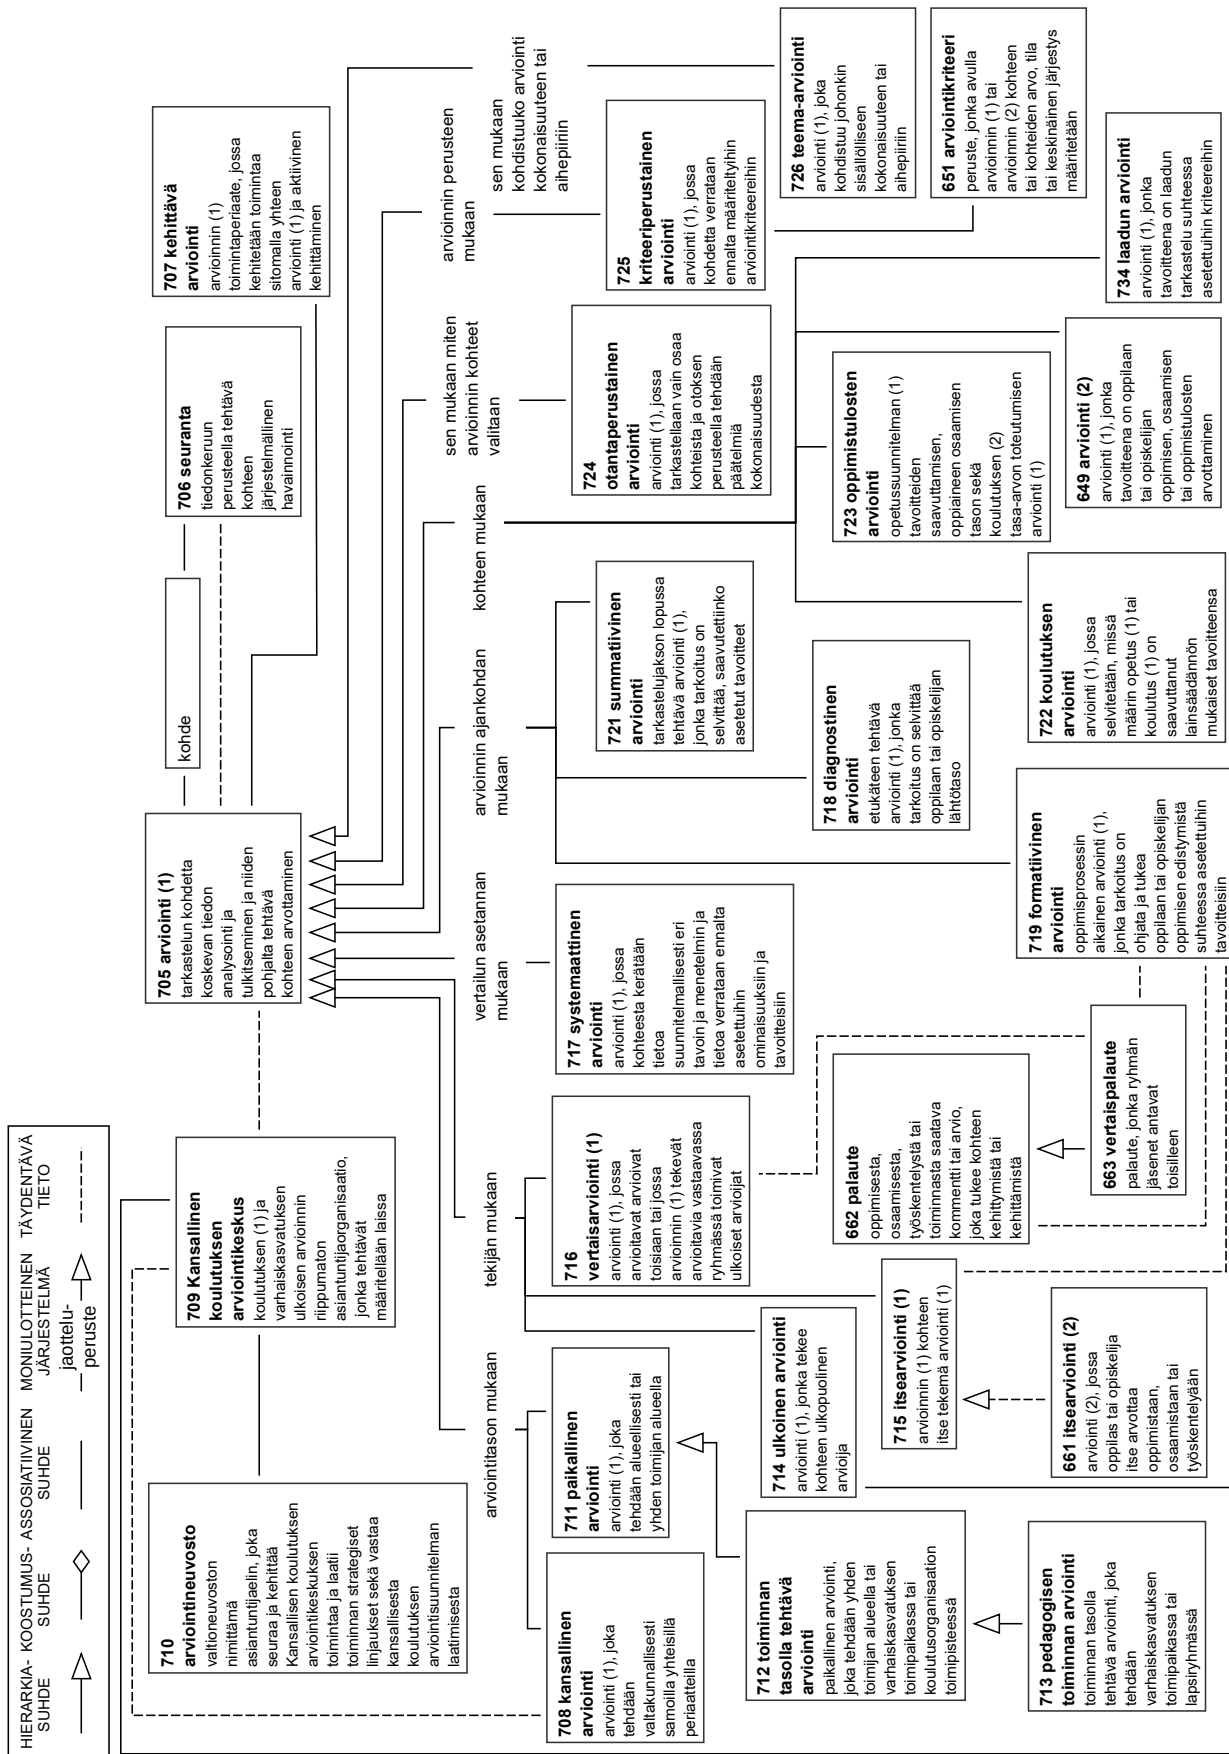 HIERARKIA- KOOSTUMUS- ASSOSIATIIVINEN MONIULOTTEINEN TÄYDENTÄVÄ
SUHDE SUHDE SUHDE JÄRJESTELMÄ TIETO
jaottelu-
peruste
710
arviointineuvosto
valtioneuvoston
nimittämä
asiantuntijaelin, joka
seuraa ja kehittää
Kansallisen koulutuksen
arviointikeskuksen
toimintaa ja laatii
toiminnan strategiset
linjaukset sekä vastaa
kansallisesta
koulutuksen
arviointisuunnitelman
laatimisesta
709 Kansallinen
koulutuksen
arviointikeskus
koulutuksen (1) ja
varhaiskasvatuksen
ulkoisen arvioinnin
riippumaton
asiantuntijaorganisaatio,
jonka tehtävät
määritellään laissa
705 arviointi (1)
tarkastelun kohdetta
koskevan tiedon
analysointi ja
tulkitseminen ja niiden
pohjalta tehtävä
kohteen arvottaminen
kohde
706 seuranta
tiedonkeruun
perusteella tehtävä
kohteen
järjestelmälinen
havainnointi
707 kehittävä
arviointi
arvioinnin (1)
toimintaperiaate, jossa
kehitetään toimintaa
sitomalla yhteen
arviointi (1) ja aktiivinen
kehittäminen
arviointitason mukaan
tekijän mukaan
vertailun asetannan
mukaan
arvioinnin ajankohdan
mukaan
kohteen mukaan
sen mukaan miten
arvioinnin kohteet
valitaan
arvioinnin perusteen
mukaan
sen mukaan
kohdistuuko arviointi
kokonaisuuteen tai
aihepiiriin
708 kansallinen
arviointi
arviointi (1), joka
tehdään
valtakunnallisesti
samoilla yhteisillä
periaatteilla
711 paikallinen
arviointi
arviointi (1), joka
tehdään alueellisesti tai
yhden toimijan alueella
716
vertaisarviointi (1)
arviointi (1), jossa
arvioitavat arvioivat
toisiaan tai jossa
arvioinnin (1) tekevät
arvioitavia vastaavassa
ryhmässä toimivat
ulkoiset arvioijat
717 systemaattinen
arviointi
arviointi (1), jossa
kohteesta kerätään
tietoa
suunnitelmallisesti eri
tavoin ja menetelmin ja
tietoa verrataan ennalta
asetettuihin
ominaisuuksiin ja
tavoitteisiin
721 summatiivinen
arviointi
tarkastelujakson lopussa
tehtävä arviointi (1),
jonka tarkoitus on
selvittää, saavutettiinko
asetetut tavoitteet
724
otantaperustainen
arviointi
arviointi (1), jossa
tarkastellaan vain osaa
kohteista ja otoksen
perusteella tehdään
päätelmiä
kokonaisuudesta
725
kriteeriperustainen
arviointi
arviointi (1), jossa
kohdetta verrataan
ennalta määriteltyihin
arviointikriteereihin
726 teema-arviointi
arviointi (1), joka
kohdistuu johonkin
sisällölliseen
kokonaisuuteen tai
aihepiiriin
712 toiminnan
tasolla tehtävä
arviointi
paikallinen arviointi,
joka tehdään yhden
toimijan alueella tai
varhaiskasvatuksen
toimipaikassa tai
koulutusorganisaation
toimipisteessä
714 ulkoinen arviointi
arviointi (1), jonka tekee
kohteen ulkopuolinen
arvioija
715 itsearviointi (1)
arvioinnin (1) kohteen
itse tekemä arviointi (1)
662 palaute
oppimisesta,
osaamisesta,
työskentelystä tai
toiminnasta saatava
kommentti tai arvio,
joka tukee kohteen
kehittymistä tai
kehittämistä
718 diagnostinen
arviointi
etukäteen tehtävä
arviointi (1), jonka
tarkoitus on selvittää
oppilaan tai opiskelijan
lähtötaso
723 oppimistulosten
arviointi
opetussuunnitelman (1)
tavoitteiden
saavuttamisen,
oppiaineen osaamisen
tason sekä
koulutuksen (2)
tasa-arvon toteutumisen
arviointi (1)
651 arviointikriteeri
peruste, jonka avulla
arvioinnin (1) tai
arvioinnin (2) kohteen
tai kohteiden arvo, tila
tai keskinäinen järjestys
määritetään
713 pedagogisen
toiminnan arviointi
toiminnan tasolla
tehtävä arviointi, joka
tehdään
varhaiskasvatuksen
toimipaikassa tai
lapsiryhmässä
661 itsearviointi (2)
arviointi (2), jossa
oppilas tai opiskelija
itse arvottaa
oppimistaan,
osaamistaan tai
työskentelyään
663 vertaispalaute
palaute, jonka ryhmän
jäsenet antavat
toisilleen
719 formatiivinen
arviointi
oppimisprosessin
aikainen arviointi (1),
jonka tarkoitus on
ohjata ja tukea
oppilaan tai opiskelijan
oppimisen edistymistä
suhteessa asetettuihin
tavoitteisiin
722 koulutuksen
arviointi
arviointi (1), jossa
selvitetään, missä
määrin opetus (1) tai
koulutus (1) on
saavuttanut
lainsäädännön
mukaiset tavoitteensa
649 arviointi (2)
arviointi (1), jonka
tavoitteena on oppilaan
tai opiskelijan
oppimisen, osaamisen
tai oppimistulosten
arvottaminen
734 laadun arviointi
arviointi (1), jonka
tavoitteena on laadun
tarkastelu suhteessa
asetettuihin kriteereihin